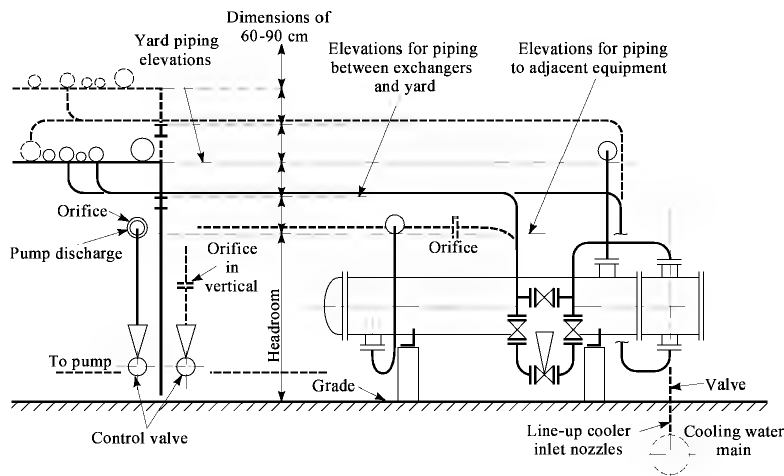 Dimensions of
60-90 cm
Yard piping
elevations
Elevations for piping
between exchangers
and yard
Elevations for piping
to adjacent equipment
Orifice
Pump discharge
Orifice
in
vertical
Orifice
Headroom
To pump
Grade
Control valve
Valve
Line-up cooler
inlet nozzles
Cooling water
main